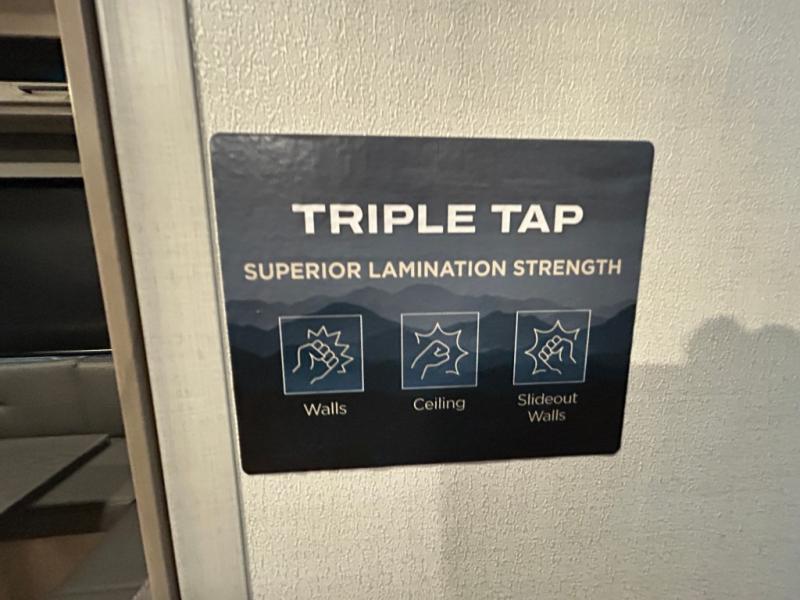 TRIPLE TAP
SUPERIOR LAMINATION STRENGTH
Walls
Ceiling
Slideout
Walls